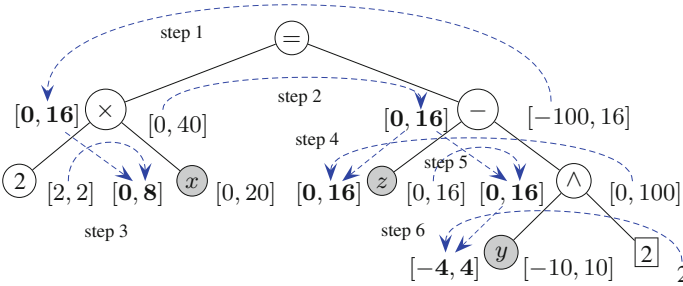 step 1
=
step 2
[0, 16] × [0, 40] [0, 16] − [−100, 16]
step 4
step 5
2 [2, 2] [0, 8] x [0, 20] [0, 16] z [0, 16] [0, 16] ∧ [0, 100]
step 3
step 6
y 2
[−4, 4] [−10, 10] 2